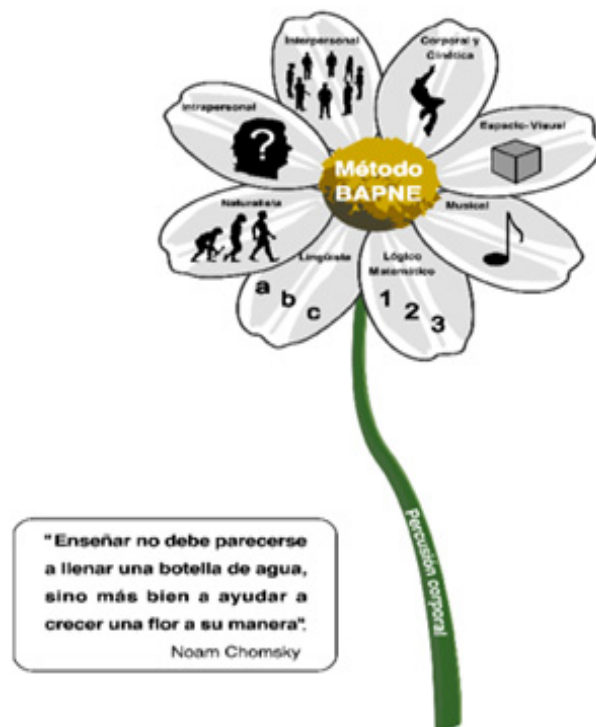 Interpersonal
Corporal y
Cinética
Intrapersonal
Espacio-Visual
Método
BAPNE
Naturalista
Musical
Lingüista
Lógico
Matemático
a
b
c
1
2
3
Percusión corporal
"Enseñar no debe parecerse
a llenar una botella de agua,
sino más bien a ayudar a
crecer una flor a su manera".
Noam Chomsky